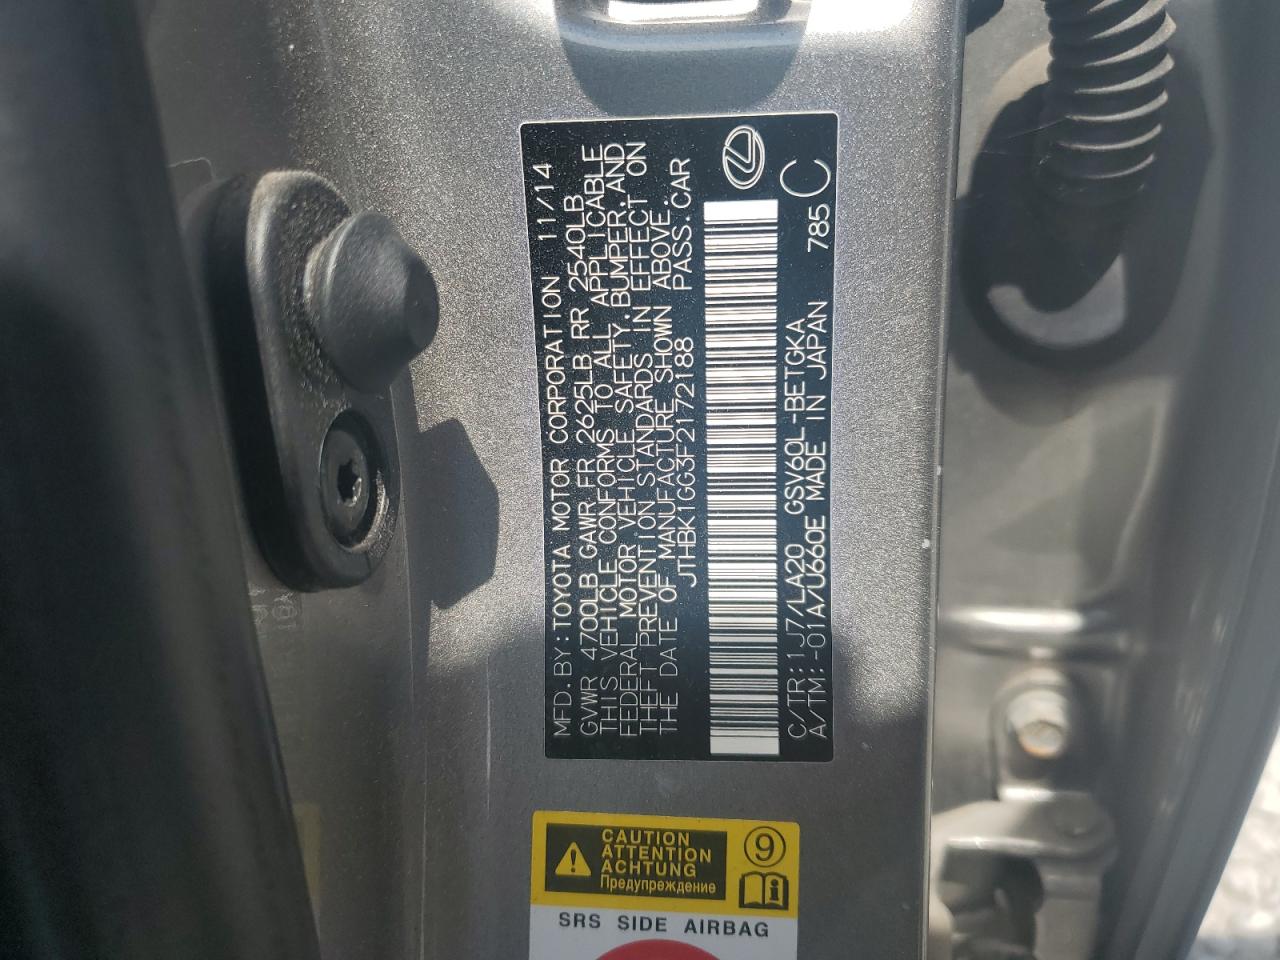 MFD.BY:TOYOTA MOTOR CORPORATION 11/14
GVWR 4700LB GAWR FR 2625LB RR 2540LB
THIS VEHICLE CONFORMS TO ALL APPLICABLE
FEDERAL MOTOR VEHICLE SAFETY,BUMPER,AND
THEFT PREVENTION STANDARDS IN EFFECT ON
THE DATE OF MANUFACTURE SHOWN ABOVE.
JTHBK1GG3F2172188 PASS.CAR
C/TR:1J7/LA20 GSV60L-BETGKA
A/TM:-01A/U660E MADE IN JAPAN 785 C
CAUTION
ATTENTION
ACHTUNG
Предупреждение
9
SRS SIDE AIRBAG